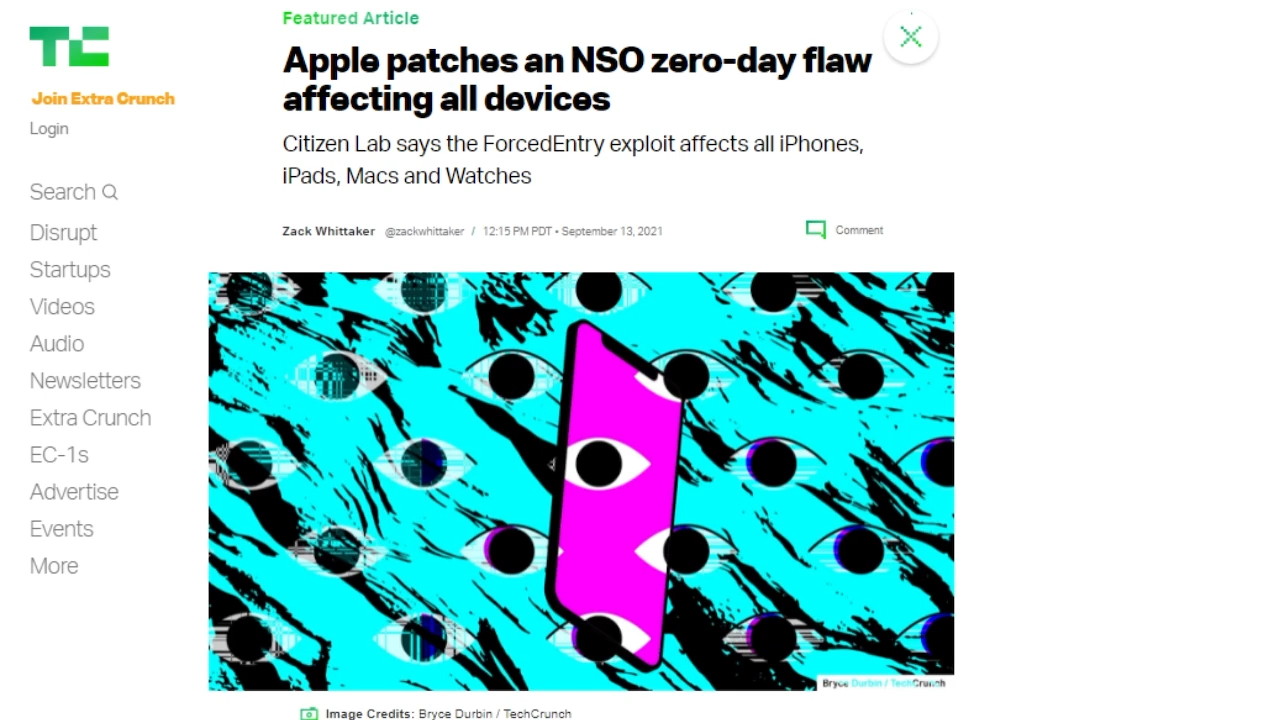 TC
Join Extra Crunch
Login
Search
Disrupt
Startups
Videos
Audio
Newsletters
Extra Crunch
EC-1s
Advertise
Events
More
Featured Article
Apple patches an NSO zero-day flaw
affecting all devices
Citizen Lab says the ForcedEntry exploit affects all iPhones,
iPads, Macs and Watches
Zack Whittaker @zackwhittaker / 12:15 PM PDT • September 13, 2021
Comment
Bryce Durbin / TechCrunch
Image Credits: Bryce Durbin / TechCrunch